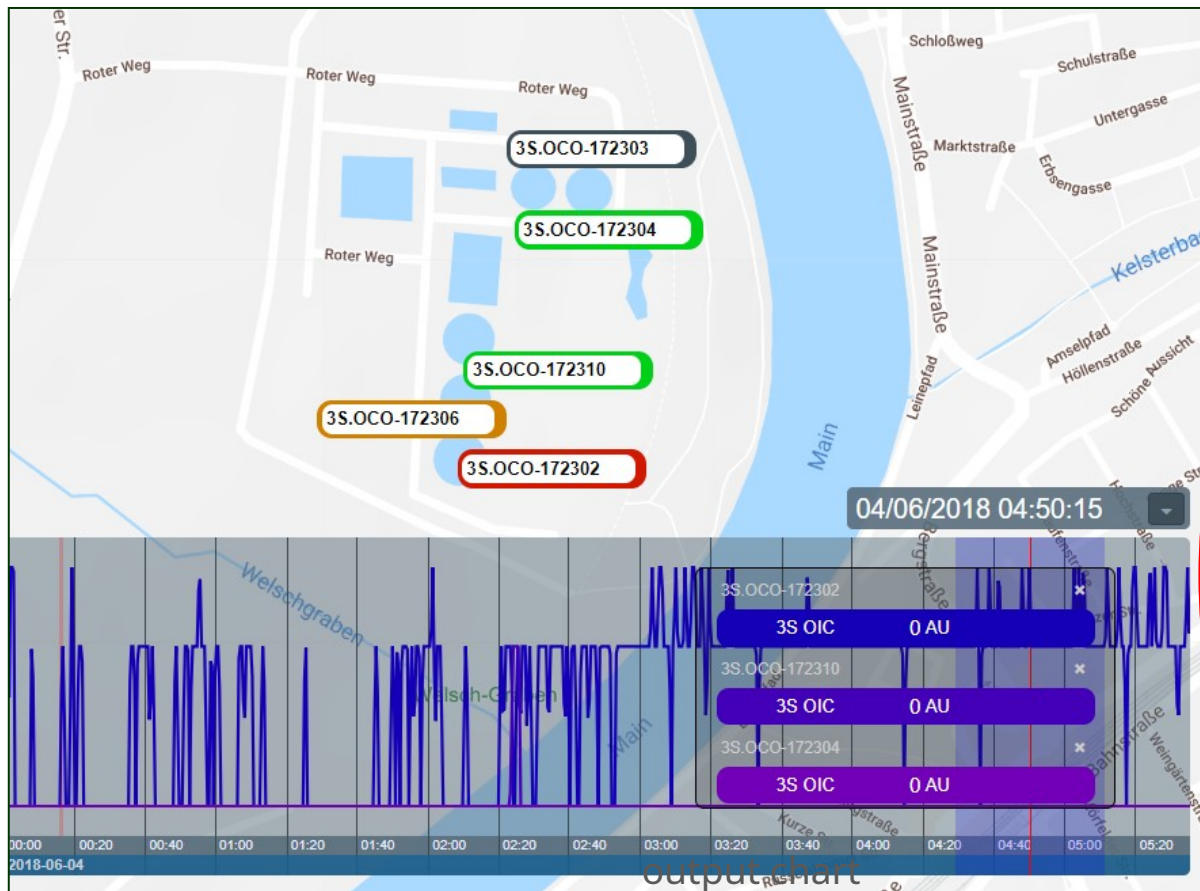 er Str.
Roter Weg
Roter Weg
Roter Weg
Roter Weg
Schloßweg
Schulstraße
Untergasse
Marktstraße
Erbsengasse
Mainstraße
Mainstraße
Kelsterba
Amselpfad
Höllenstraße
Schöne Aussicht
Leinepfad
Main
3S.OCO-172303
3S.OCO-172304
3S.OCO-172310
3S.OCO-172306
3S.OCO-172302
04/06/2018 04:50:15
Welschgraben
Welsch-Graben
Main
Bergstraße
Bahnstraße
3S.OCO-172302 ×
3S OIC 0 AU
3S.OCO-172310 ×
3S OIC 0 AU
3S.OCO-172304 ×
3S OIC 0 AU
00:00 00:20 00:40 01:00 01:20 01:40 02:00 02:20 02:40 03:00 03:20 03:40 04:00 04:20 04:40 05:00 05:20
2018-06-04
output chart